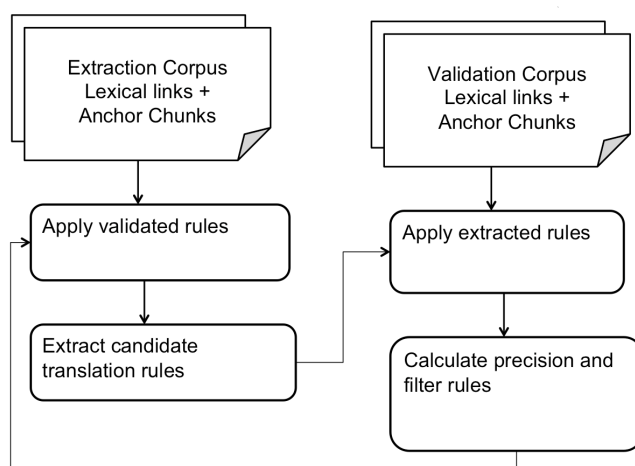 Extraction Corpus
Lexical links +
Anchor Chunks
Validation Corpus
Lexical links +
Anchor Chunks
Apply validated rules
Apply extracted rules
Extract candidate
translation rules
Calculate precision and
filter rules